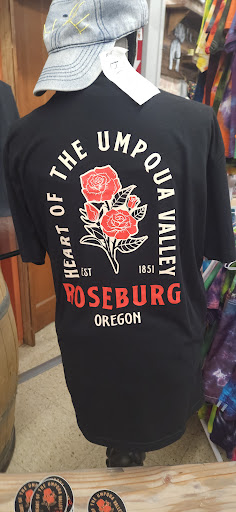 HEART OF THE UMPQUA VALLEY
EST 1851
ROSEBURG
OREGON